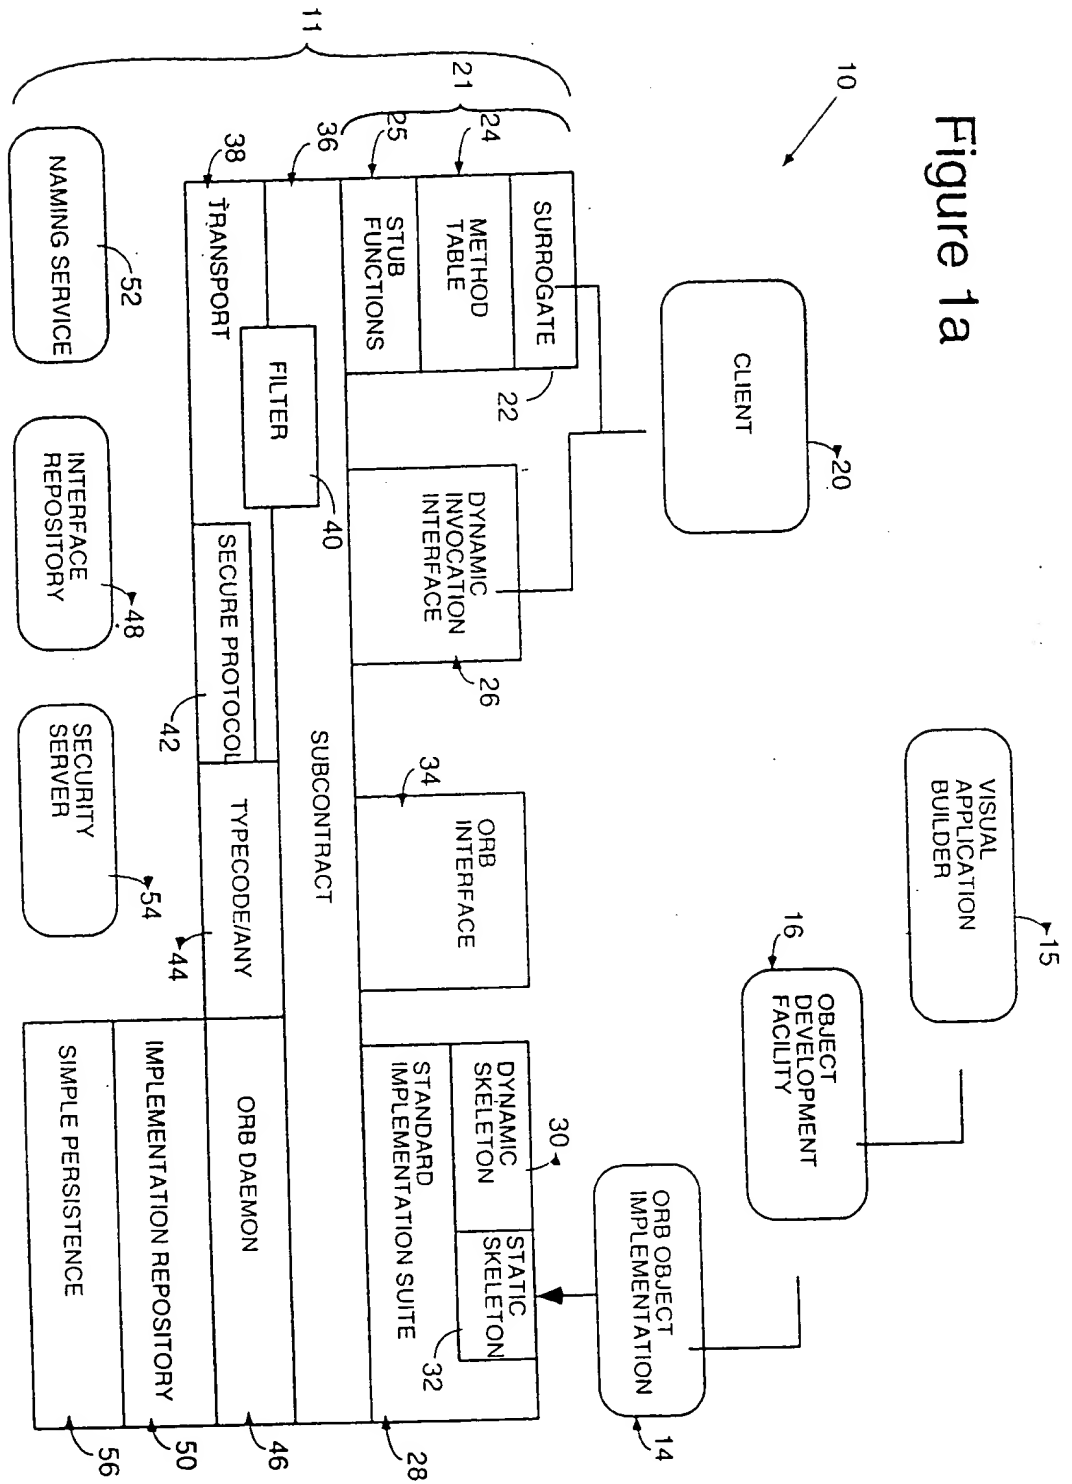 Figure 1a
10
11
21
CLIENT
20
VISUAL
APPLICATION
BUILDER
15
OBJECT
DEVELOPMENT
FACILITY
16
ORB OBJECT
IMPLEMENTATION
14
SURROGATE
22
METHOD
TABLE
24
STUB
FUNCTIONS
25
DYNAMIC
INVOCATION
INTERFACE
26
ORB
INTERFACE
34
DYNAMIC
SKELETON
30
STATIC
SKELETON
32
STANDARD
IMPLEMENTATION SUITE
28
36
SUBCONTRACT
FILTER
40
38
TRANSPORT
SECURE PROTOCOL
42
TYPECODE/ANY
44
ORB DAEMON
46
IMPLEMENTATION REPOSITORY
50
SIMPLE PERSISTENCE
56
NAMING SERVICE
52
INTERFACE
REPOSITORY
48
SECURITY
SERVER
54